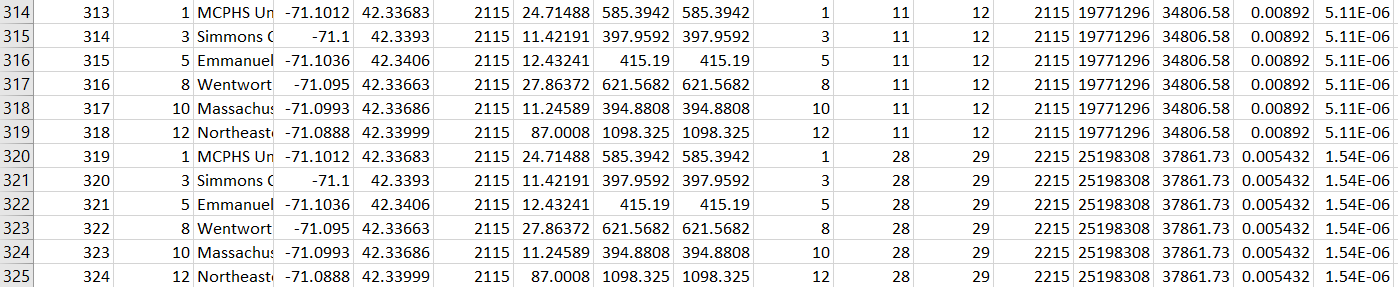 314 313 1 MCPHS Un -71.1012 42.33683 2115 24.71488 585.3942 585.3942 1 11 12 2115 19771296 34806.58 0.00892 5.11E-06
315 314 3 Simmons C -71.1 42.3393 2115 11.42191 397.9592 397.9592 3 11 12 2115 19771296 34806.58 0.00892 5.11E-06
316 315 5 Emmanuel -71.1036 42.3406 2115 12.43241 415.19 415.19 5 11 12 2115 19771296 34806.58 0.00892 5.11E-06
317 316 8 Wentwort -71.095 42.33663 2115 27.86372 621.5682 621.5682 8 11 12 2115 19771296 34806.58 0.00892 5.11E-06
318 317 10 Massachus -71.0993 42.33686 2115 11.24589 394.8808 394.8808 10 11 12 2115 19771296 34806.58 0.00892 5.11E-06
319 318 12 Northeast -71.0888 42.33999 2115 87.0008 1098.325 1098.325 12 11 12 2115 19771296 34806.58 0.00892 5.11E-06
320 319 1 MCPHS Un -71.1012 42.33683 2115 24.71488 585.3942 585.3942 1 28 29 2215 25198308 37861.73 0.005432 1.54E-06
321 320 3 Simmons C -71.1 42.3393 2115 11.42191 397.9592 397.9592 3 28 29 2215 25198308 37861.73 0.005432 1.54E-06
322 321 5 Emmanuel -71.1036 42.3406 2115 12.43241 415.19 415.19 5 28 29 2215 25198308 37861.73 0.005432 1.54E-06
323 322 8 Wentwort -71.095 42.33663 2115 27.86372 621.5682 621.5682 8 28 29 2215 25198308 37861.73 0.005432 1.54E-06
324 323 10 Massachus -71.0993 42.33686 2115 11.24589 394.8808 394.8808 10 28 29 2215 25198308 37861.73 0.005432 1.54E-06
325 324 12 Northeast -71.0888 42.33999 2115 87.0008 1098.325 1098.325 12 28 29 2215 25198308 37861.73 0.005432 1.54E-06